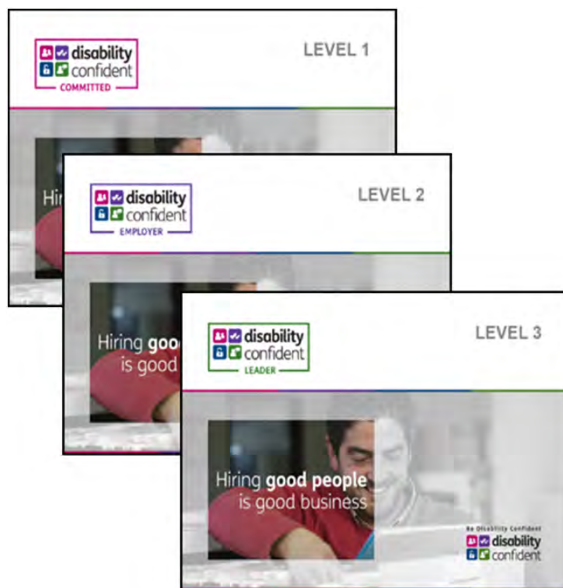 disability
confident
COMMITTED
LEVEL 1
Hir
disability
confident
EMPLOYER
LEVEL 2
Hiring goo
is good
disability
confident
LEADER
LEVEL 3
Hiring good people
is good business
Be Disability Confident
disability
confident